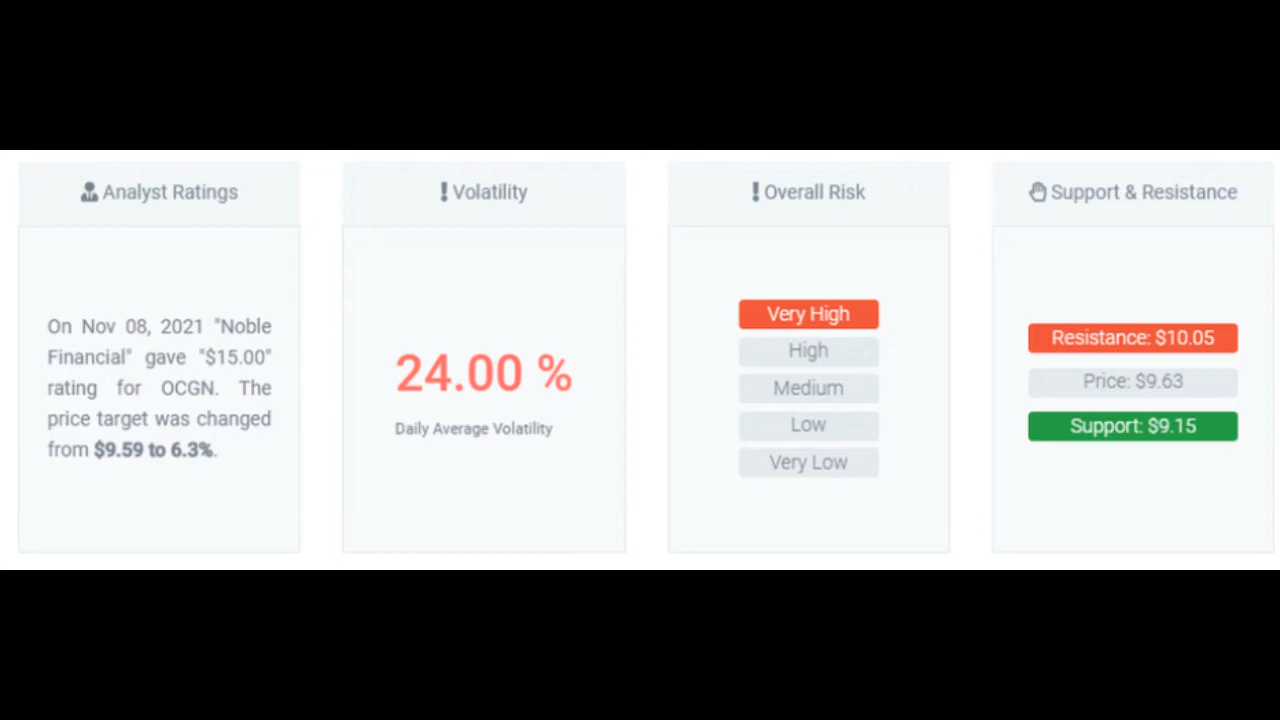 Analyst Ratings
On Nov 08, 2021 "Noble
Financial" gave "$15.00"
rating for OCGN. The
price target was changed
from $9.59 to 6.3%.
Volatility
24.00 %
Daily Average Volatility
Overall Risk
Very High
High
Medium
Low
Very Low
Support & Resistance
Resistance: $10.05
Price: $9.63
Support: $9.15